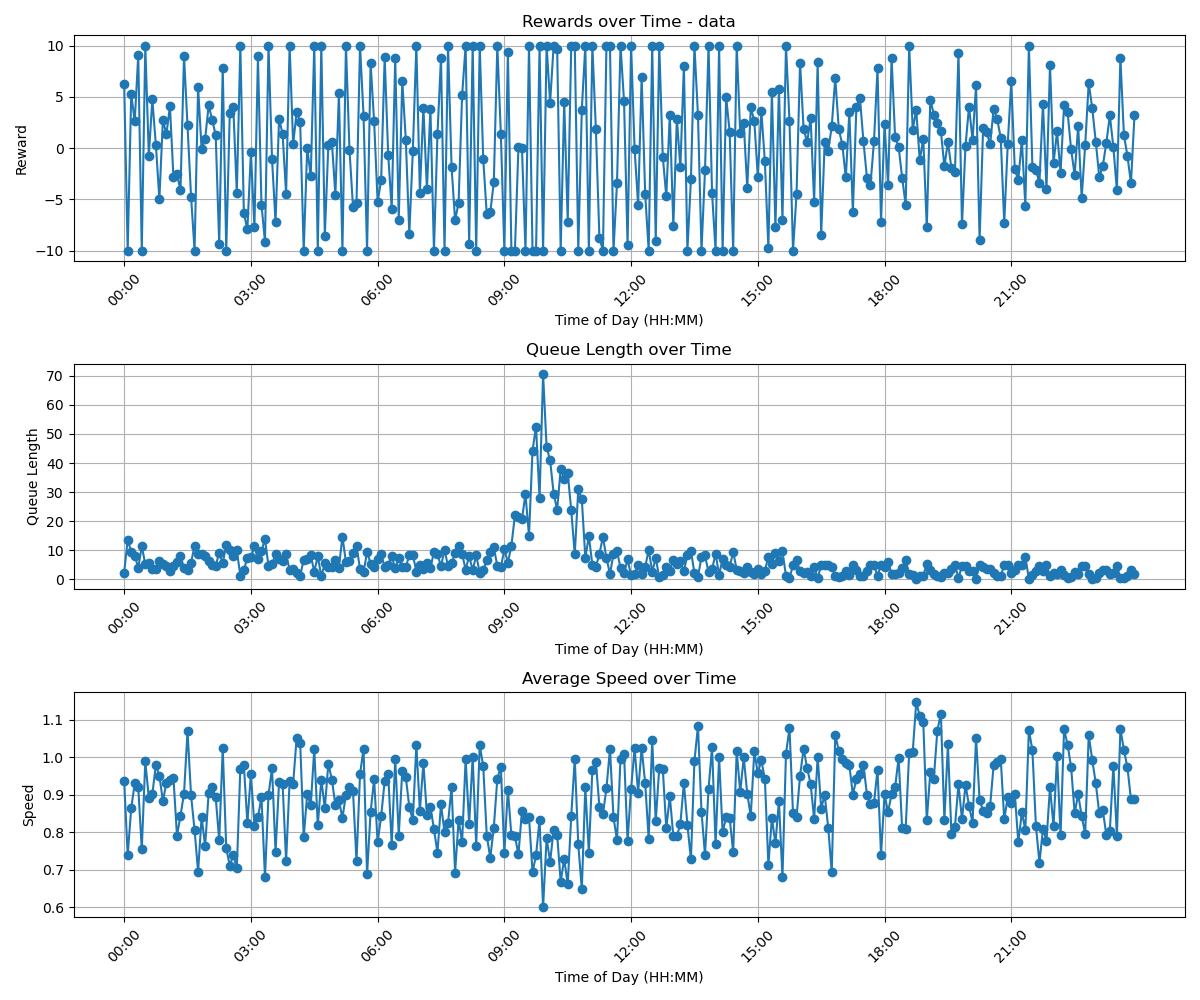 Rewards over Time - data
10
5
0
−5
−10
Reward
00:00 03:00 06:00 09:00 12:00 15:00 18:00 21:00
Time of Day (HH:MM)
Queue Length over Time
70
60
50
40
30
20
10
0
Queue Length
00:00 03:00 06:00 09:00 12:00 15:00 18:00 21:00
Time of Day (HH:MM)
Average Speed over Time
1.1
1.0
0.9
0.8
0.7
0.6
Speed
00:00 03:00 06:00 09:00 12:00 15:00 18:00 21:00
Time of Day (HH:MM)